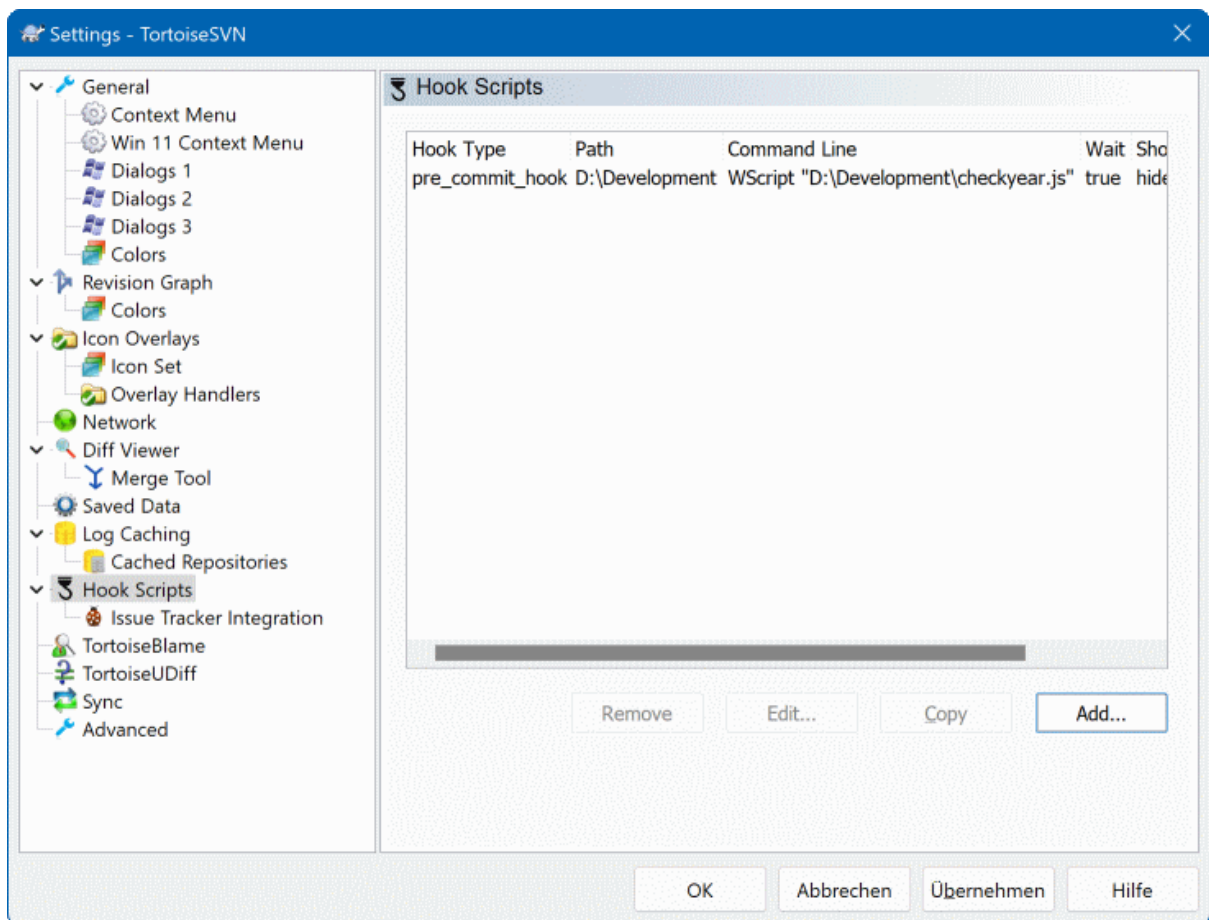 Settings - TortoiseSVN
General
Context Menu
Win 11 Context Menu
Dialogs 1
Dialogs 2
Dialogs 3
Colors
Revision Graph
Colors
Icon Overlays
Icon Set
Overlay Handlers
Network
Diff Viewer
Merge Tool
Saved Data
Log Caching
Cached Repositories
Hook Scripts
Issue Tracker Integration
TortoiseBlame
TortoiseUDiff
Sync
Advanced
Hook Scripts
Hook Type Path Command Line Wait Sho
pre_commit_hook D:\Development WScript "D:\Development\checkyear.js" true hide
Remove Edit... Copy Add...
OK Abbrechen Übernehmen Hilfe